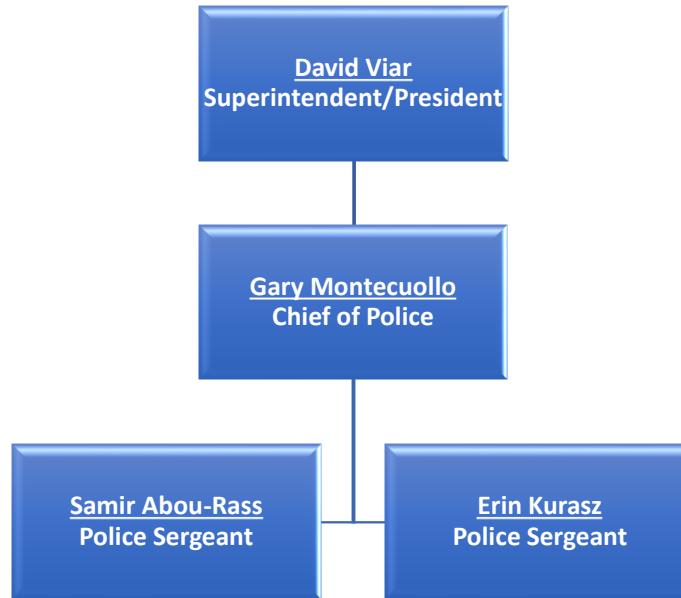 David Viar
Superintendent/President
Gary Montecuollo
Chief of Police
Samir Abou-Rass
Police Sergeant
Erin Kurasz
Police Sergeant